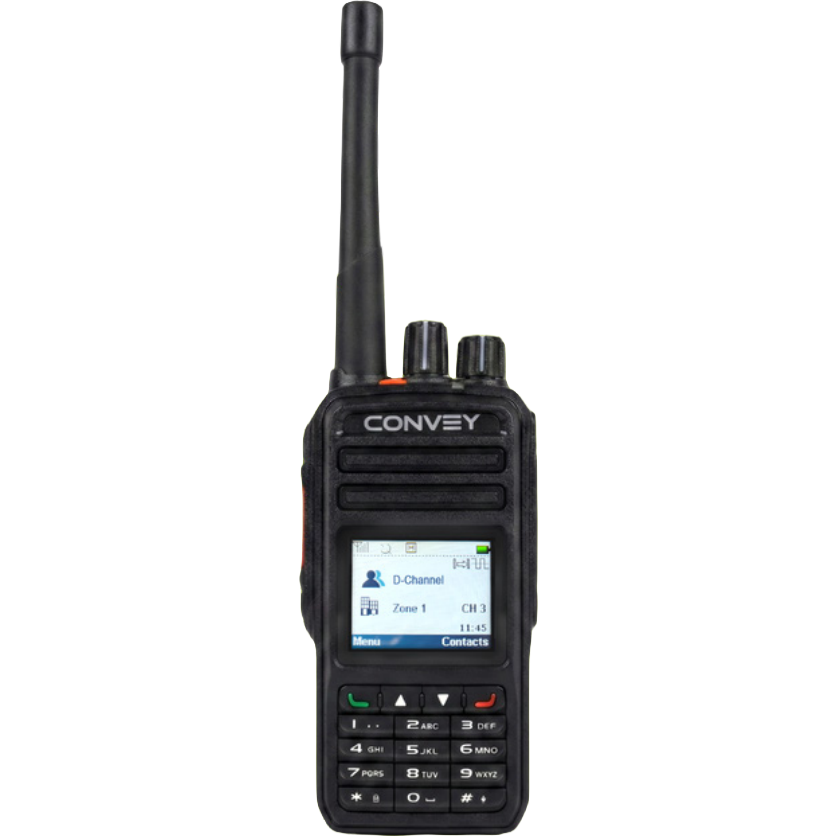 CONVEY
D-Channel
Zone 1 CH 3
11:45
Menu Contacts
1 2 ABC 3 DEF
4 GHI 5 JKL 6 MNO
7 PQRS 8 TUV 9 WXYZ
* 0 #